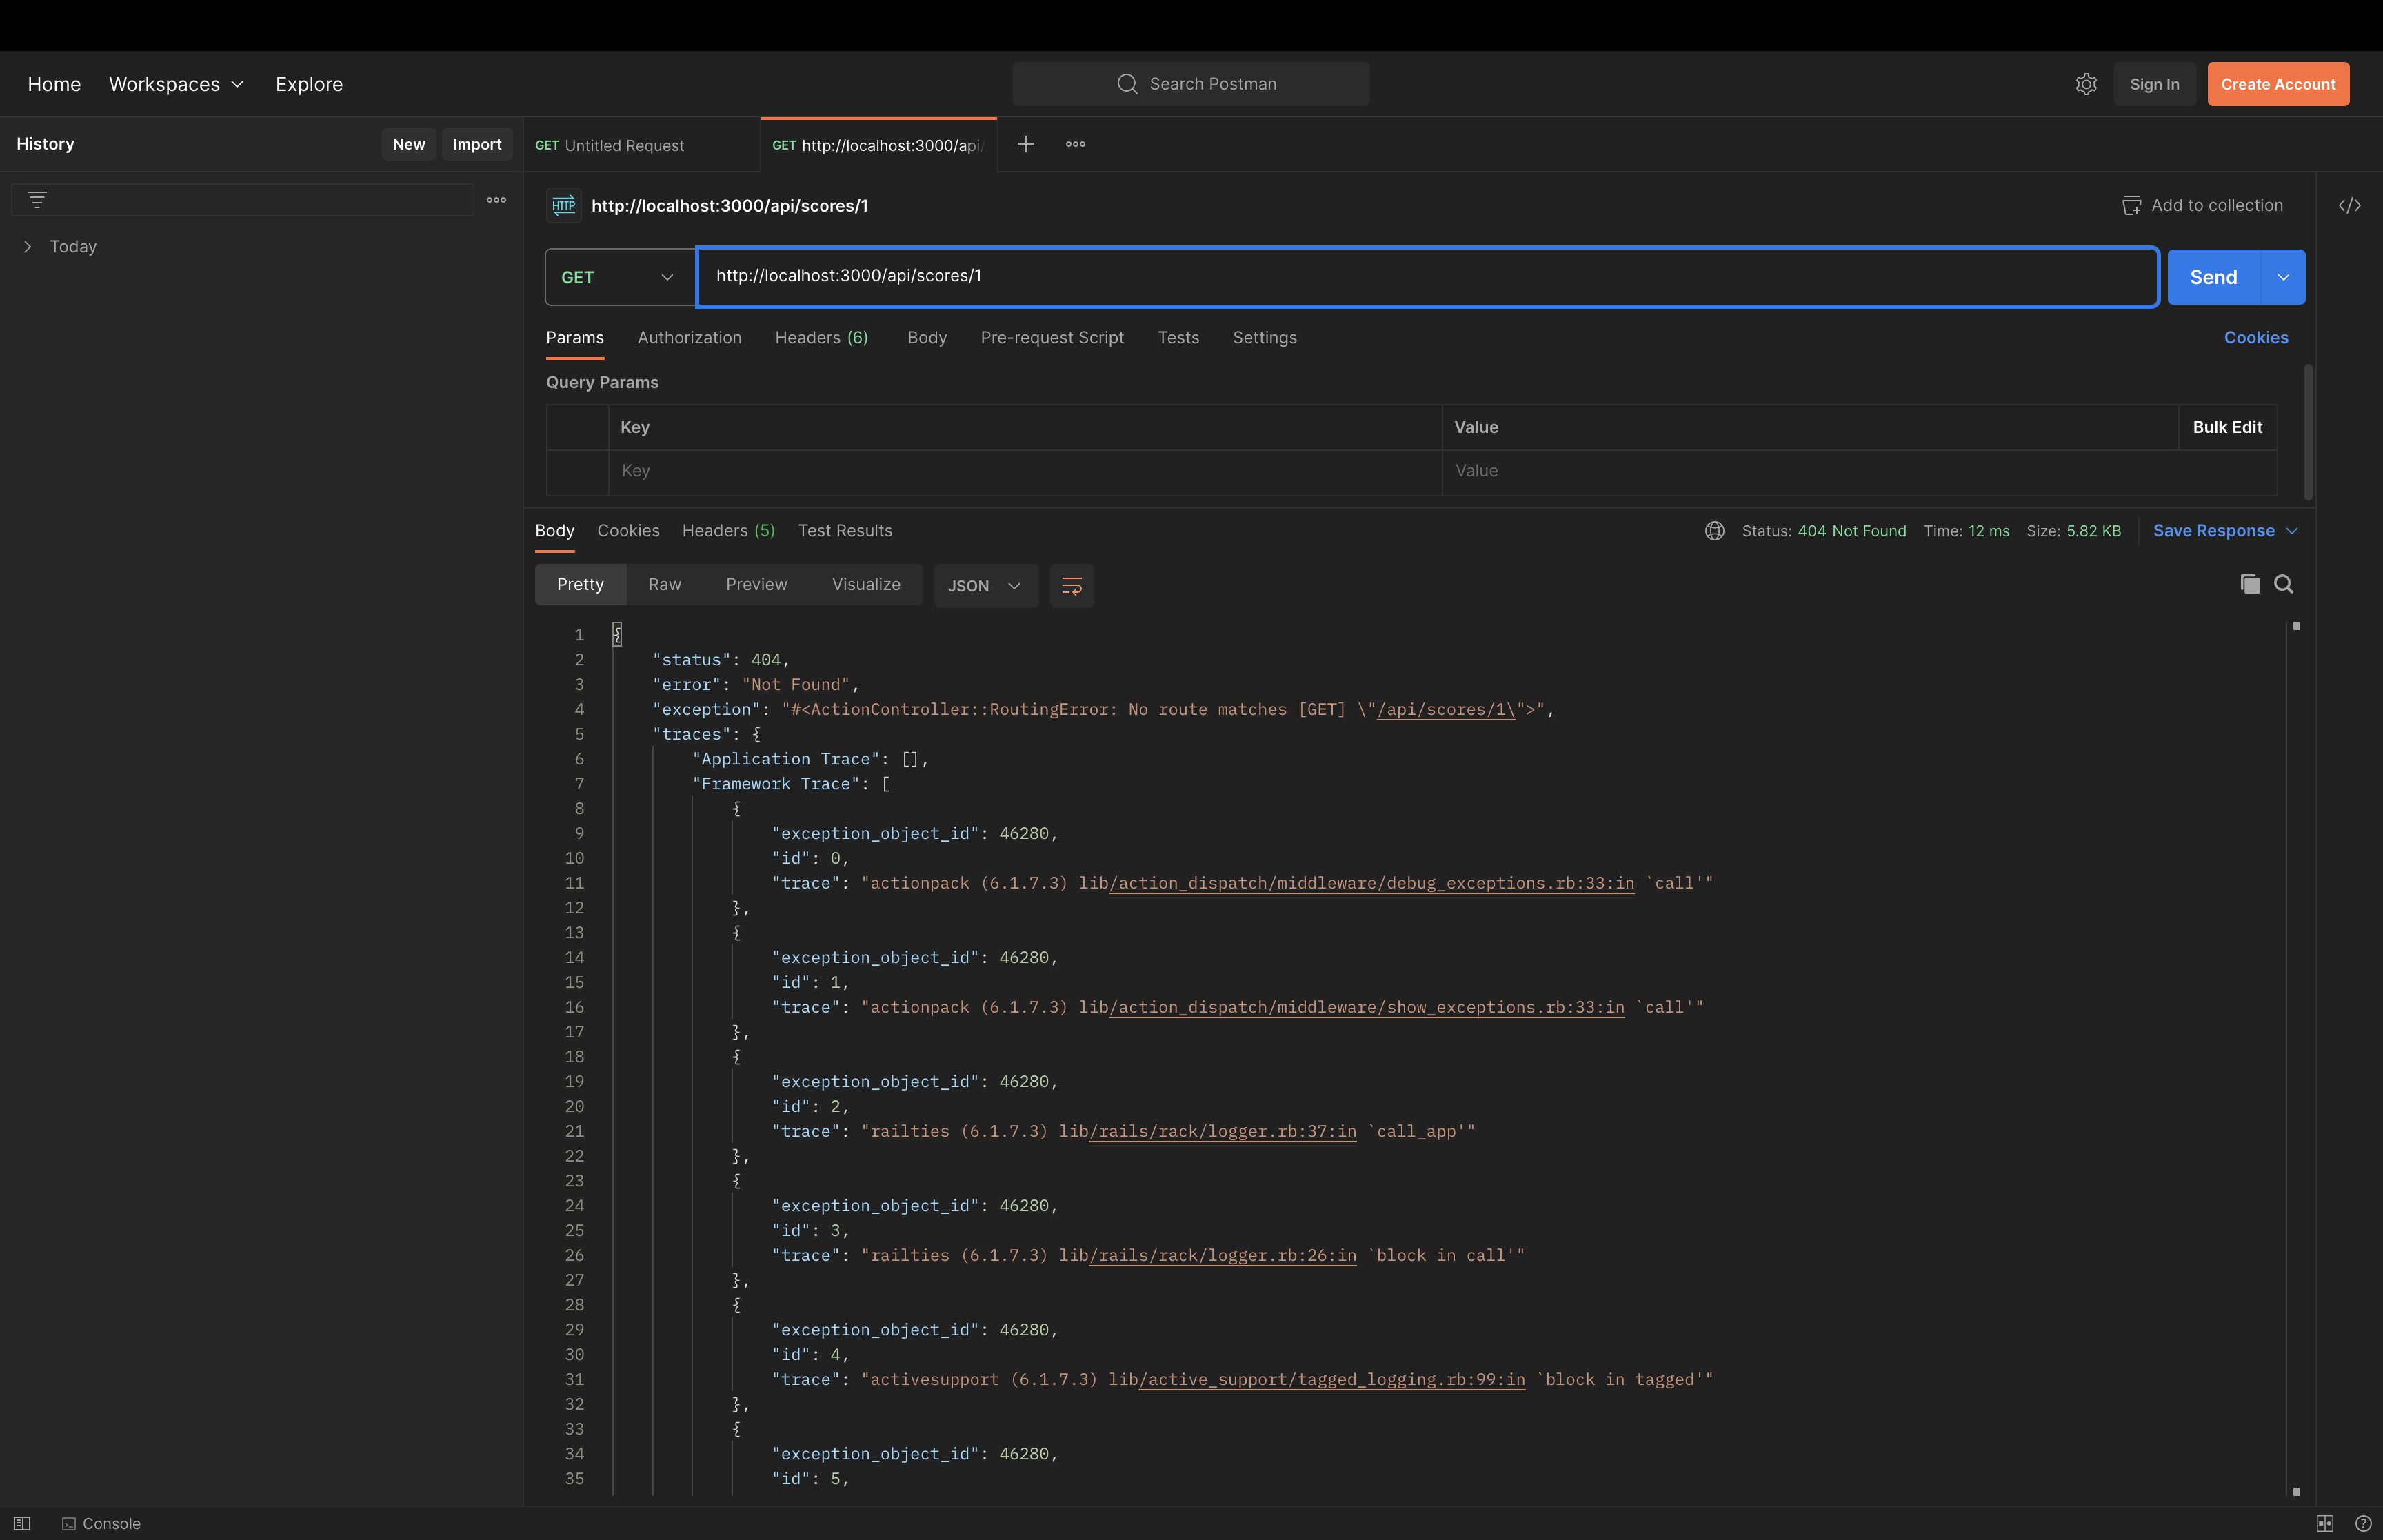 Home Workspaces Explore Search Postman Sign In Create Account
History New Import GET Untitled Request GET http://localhost:3000/api/
http://localhost:3000/api/scores/1 Add to collection
Today
GET http://localhost:3000/api/scores/1 Send
Params Authorization Headers (6) Body Pre-request Script Tests Settings Cookies
Query Params
Key Value Bulk Edit
Key Value
Body Cookies Headers (5) Test Results Status: 404 Not Found Time: 12 ms Size: 5.82 KB Save Response
Pretty Raw Preview Visualize JSON
1 {
2 "status": 404,
3 "error": "Not Found",
4 "exception": "#<ActionController::RoutingError: No route matches [GET] \"/api/scores/1\">",
5 "traces": {
6 "Application Trace": [],
7 "Framework Trace": [
8 {
9 "exception_object_id": 46280,
10 "id": 0,
11 "trace": "actionpack (6.1.7.3) lib/action_dispatch/middleware/debug_exceptions.rb:33:in `call'"
12 },
13 {
14 "exception_object_id": 46280,
15 "id": 1,
16 "trace": "actionpack (6.1.7.3) lib/action_dispatch/middleware/show_exceptions.rb:33:in `call'"
17 },
18 {
19 "exception_object_id": 46280,
20 "id": 2,
21 "trace": "railties (6.1.7.3) lib/rails/rack/logger.rb:37:in `call_app'"
22 },
23 {
24 "exception_object_id": 46280,
25 "id": 3,
26 "trace": "railties (6.1.7.3) lib/rails/rack/logger.rb:26:in `block in call'"
27 },
28 {
29 "exception_object_id": 46280,
30 "id": 4,
31 "trace": "activesupport (6.1.7.3) lib/active_support/tagged_logging.rb:99:in `block in tagged'"
32 },
33 {
34 "exception_object_id": 46280,
35 "id": 5,
Console